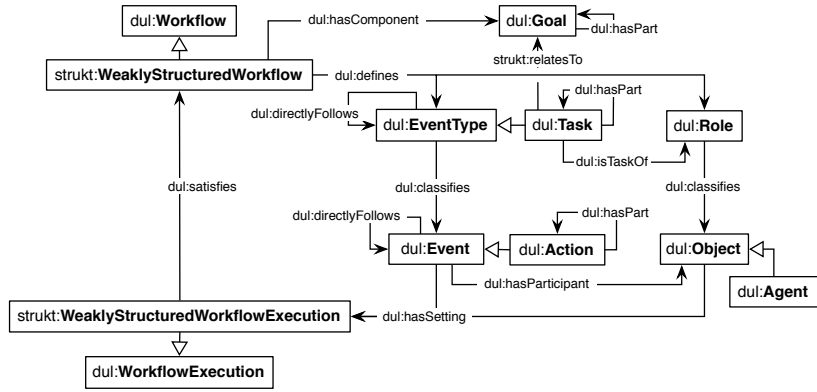 dul:Workflow
dul:hasComponent
dul:Goal
dul:hasPart
strukt:relatesTo
strukt:WeaklyStructuredWorkflow
dul:defines
dul:hasPart
dul:directlyFollows
dul:EventType
dul:Task
dul:Role
dul:isTaskOf
dul:satisfies
dul:classifies
dul:classifies
dul:directlyFollows
dul:hasPart
dul:Event
dul:Action
dul:Object
dul:hasParticipant
dul:Agent
strukt:WeaklyStructuredWorkflowExecution
dul:hasSetting
dul:WorkflowExecution